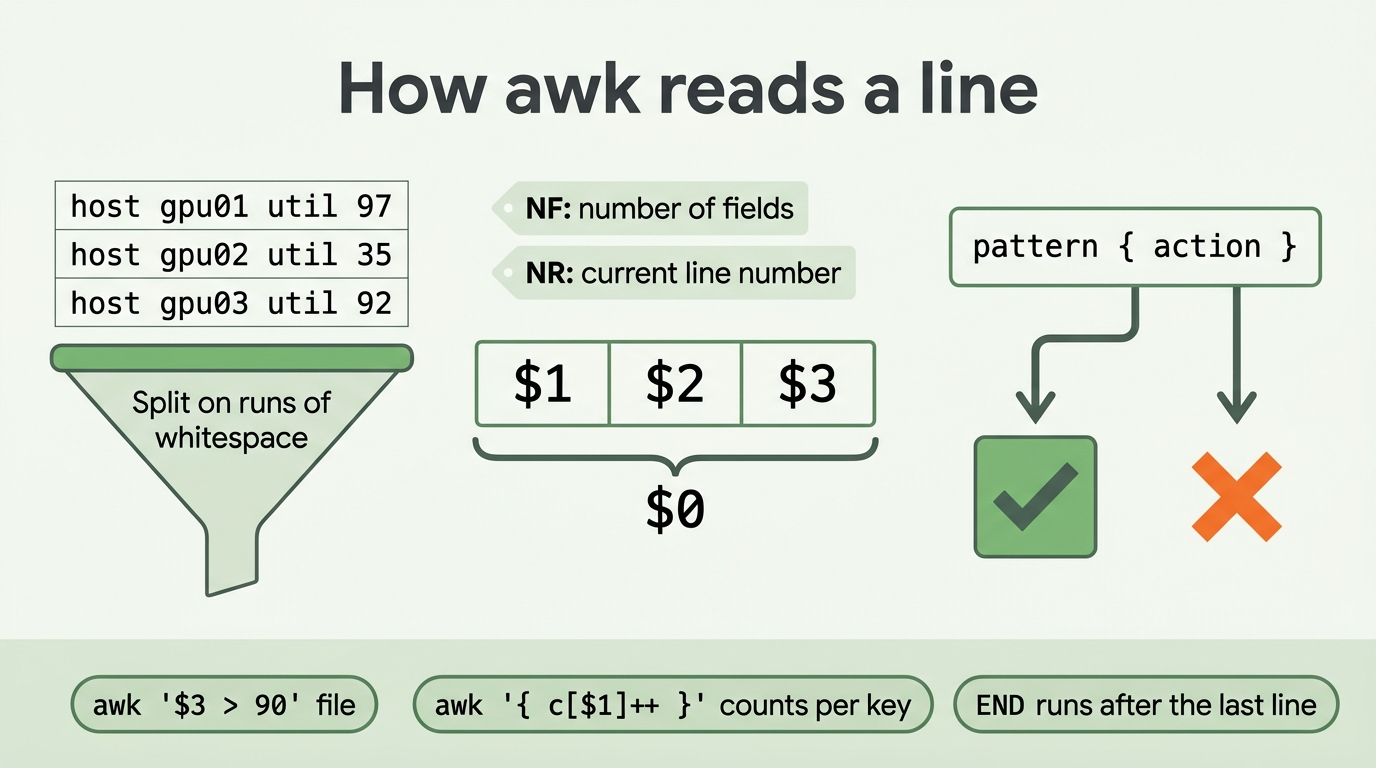 How awk reads a line
host gpu01 util 97
host gpu02 util 35
host gpu03 util 92
Split on runs of
whitespace
NF: number of fields
NR: current line number
$1 $2 $3
$0
pattern { action }
awk '$3 > 90' file
awk '{ c[$1]++ }' counts per key
END runs after the last line